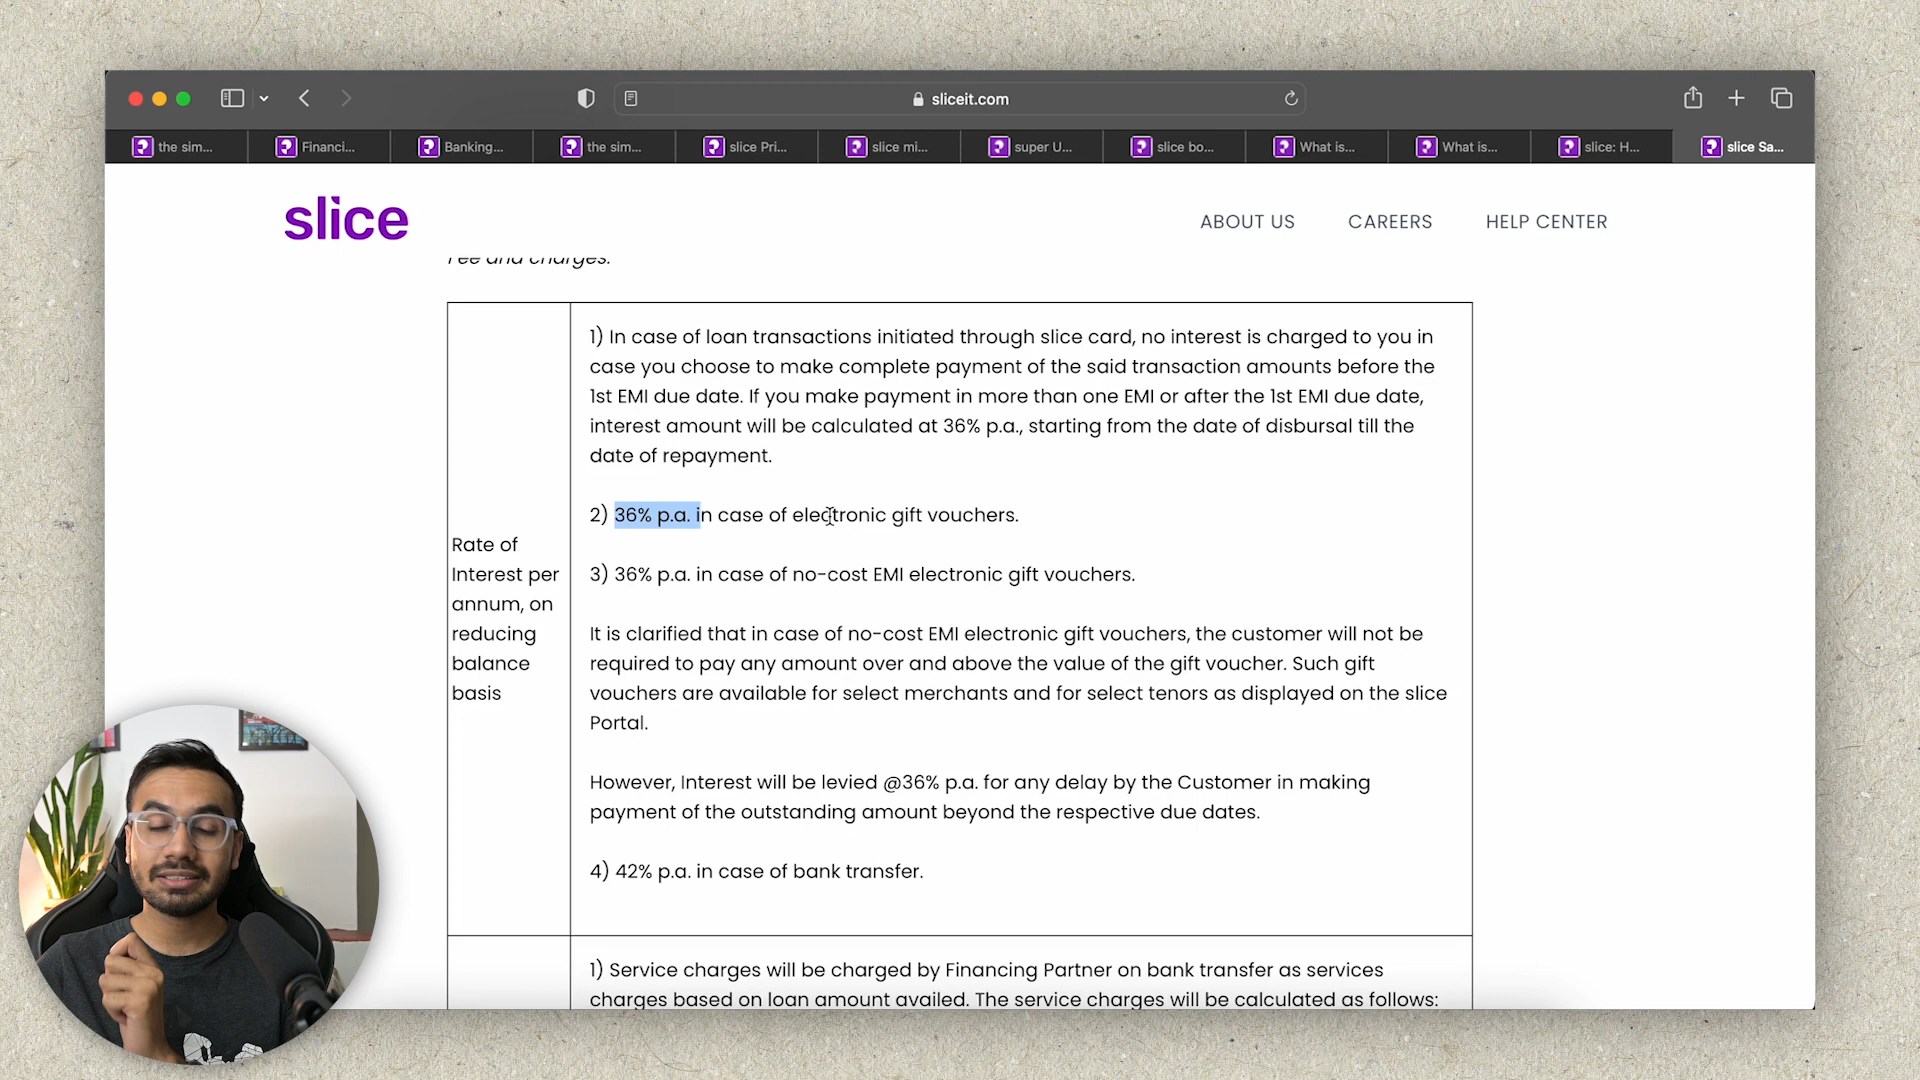 sliceit.com
the sim...
Financi...
Banking...
the sim...
slice Pri...
slice mi...
super U...
slice bo...
What is...
What is...
slice: H...
slice Sa...
slice
ABOUT US
CAREERS
HELP CENTER
Fee and charges.
Rate of
Interest per
annum, on
reducing
balance
basis
1) In case of loan transactions initiated through slice card, no interest is charged to you in
case you choose to make complete payment of the said transaction amounts before the
1st EMI due date. If you make payment in more than one EMI or after the 1st EMI due date,
interest amount will be calculated at 36% p.a., starting from the date of disbursal till the
date of repayment.
2) 36% p.a. in case of electronic gift vouchers.
3) 36% p.a. in case of no-cost EMI electronic gift vouchers.
It is clarified that in case of no-cost EMI electronic gift vouchers, the customer will not be
required to pay any amount over and above the value of the gift voucher. Such gift
vouchers are available for select merchants and for select tenors as displayed on the slice
Portal.
However, Interest will be levied @36% p.a. for any delay by the Customer in making
payment of the outstanding amount beyond the respective due dates.
4) 42% p.a. in case of bank transfer.
1) Service charges will be charged by Financing Partner on bank transfer as services
charges based on loan amount availed. The service charges will be calculated as follows: